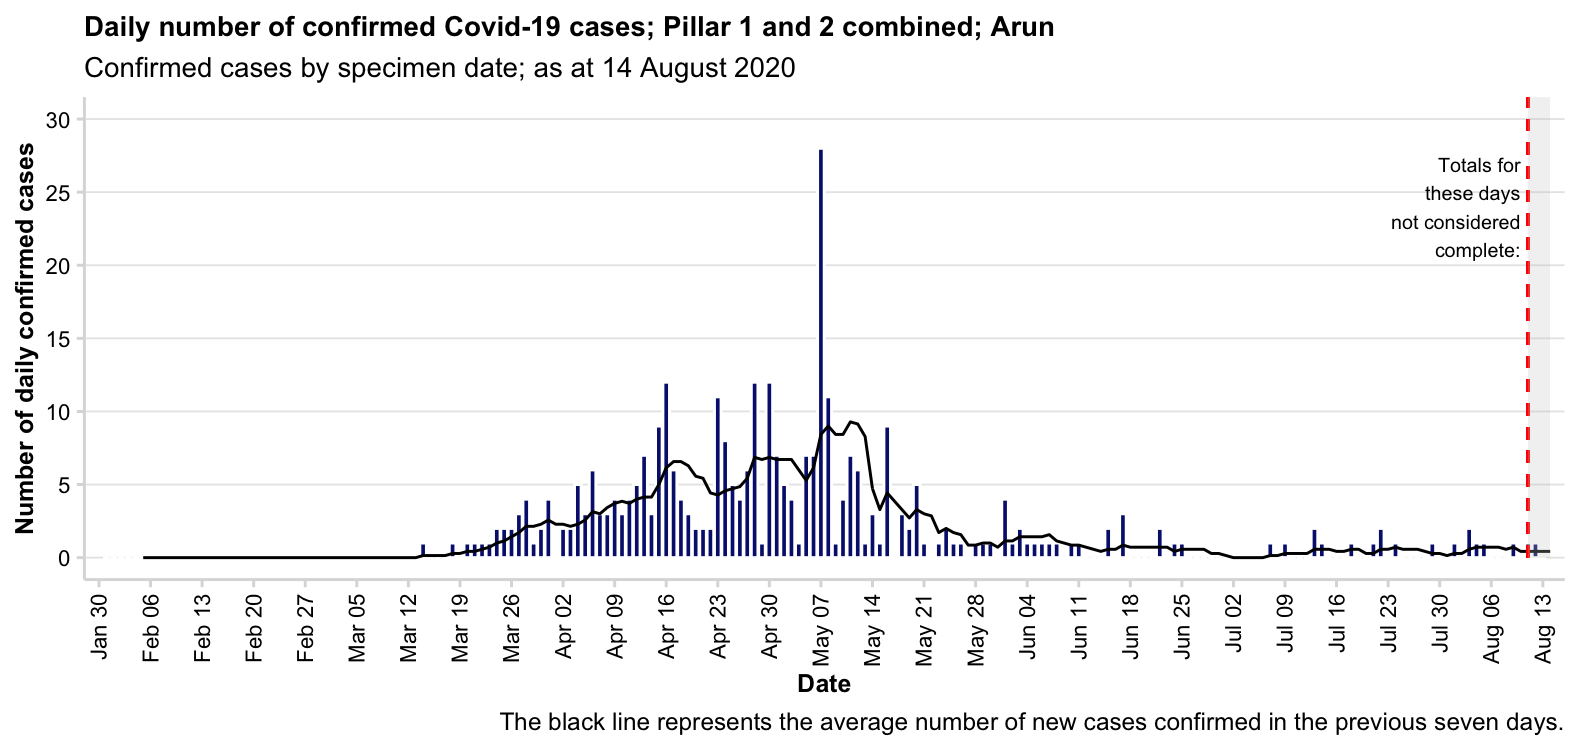 Daily number of confirmed Covid-19 cases; Pillar 1 and 2 combined; Arun
Confirmed cases by specimen date; as at 14 August 2020
Number of daily confirmed cases
30
25
20
15
10
5
0
Totals for
these days
not considered
complete:
Jan 30
Feb 06
Feb 13
Feb 20
Feb 27
Mar 05
Mar 12
Mar 19
Mar 26
Apr 02
Apr 09
Apr 16
Apr 23
Apr 30
May 07
May 14
May 21
May 28
Jun 04
Jun 11
Jun 18
Jun 25
Jul 02
Jul 09
Jul 16
Jul 23
Jul 30
Aug 06
Aug 13
Date
The black line represents the average number of new cases confirmed in the previous seven days.